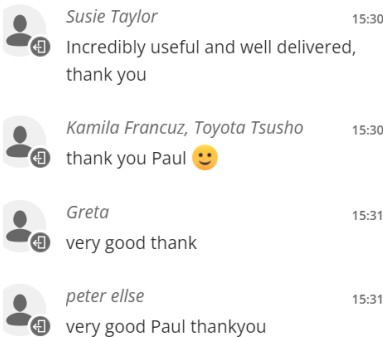 Susie Taylor 15:30
Incredibly useful and well delivered,
thank you
Kamila Francuz, Toyota Tsusho 15:30
thank you Paul 🙂
Greta 15:31
very good thank
peter ellse 15:31
very good Paul thankyou